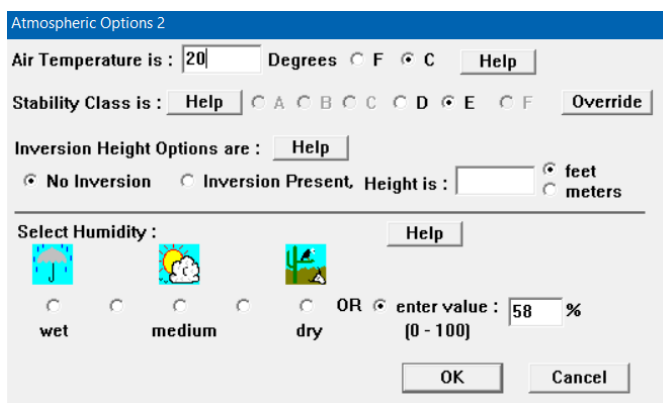 Atmospheric Options 2
Air Temperature is : 20 Degrees F C Help
Stability Class is : Help A B C D E F Override
Inversion Height Options are : Help
No Inversion Inversion Present, Height is : feet
meters
Select Humidity : Help
OR enter value : 58 %
wet medium dry (0 - 100)
OK Cancel